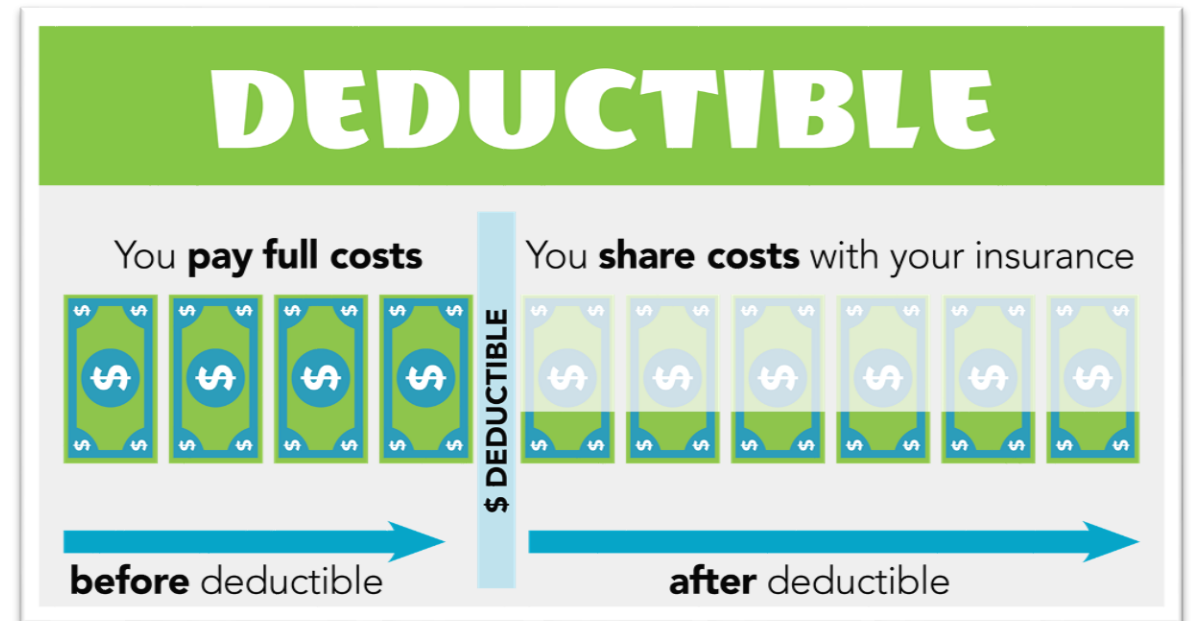 DEDUCTIBLE
You pay full costs
$ $ $ $ $
$ $ $ $ $
$ $ $ $ $
$ $ $ $ $
before deductible
$ DEDUCTIBLE
You share costs with your insurance
$ $ $ $ $
$ $ $ $ $
$ $ $ $ $
$ $ $ $ $
$ $ $ $ $
$ $ $ $ $
after deductible